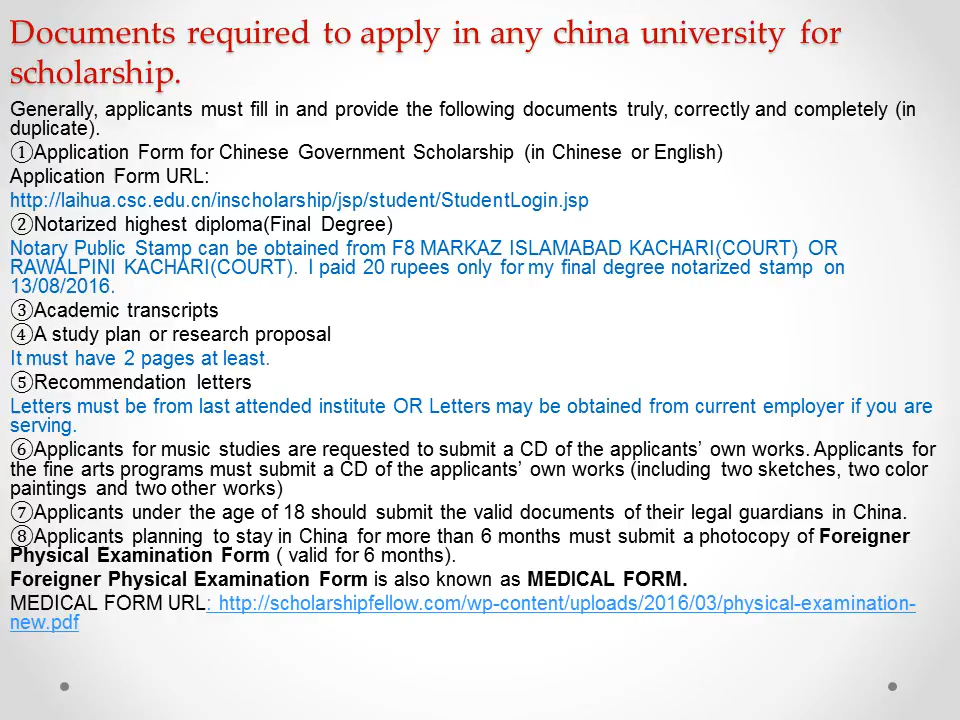 Documents required to apply in any china university for
scholarship.
Generally, applicants must fill in and provide the following documents truly, correctly and completely (in
duplicate).
①Application Form for Chinese Government Scholarship (in Chinese or English)
Application Form URL:
http://laihua.csc.edu.cn/inscholarship/jsp/student/StudentLogin.jsp
②Notarized highest diploma(Final Degree)
Notary Public Stamp can be obtained from F8 MARKAZ ISLAMABAD KACHARI(COURT) OR
RAWALPINI KACHARI(COURT). I paid 20 rupees only for my final degree notarized stamp on
13/08/2016.
③Academic transcripts
④A study plan or research proposal
It must have 2 pages at least.
⑤Recommendation letters
Letters must be from last attended institute OR Letters may be obtained from current employer if you are
serving.
⑥Applicants for music studies are requested to submit a CD of the applicants’ own works. Applicants for
the fine arts programs must submit a CD of the applicants’ own works (including two sketches, two color
paintings and two other works)
⑦Applicants under the age of 18 should submit the valid documents of their legal guardians in China.
⑧Applicants planning to stay in China for more than 6 months must submit a photocopy of Foreigner
Physical Examination Form ( valid for 6 months).
Foreigner Physical Examination Form is also known as MEDICAL FORM.
MEDICAL FORM URL: http://scholarshipfellow.com/wp-content/uploads/2016/03/physical-examination-
new.pdf